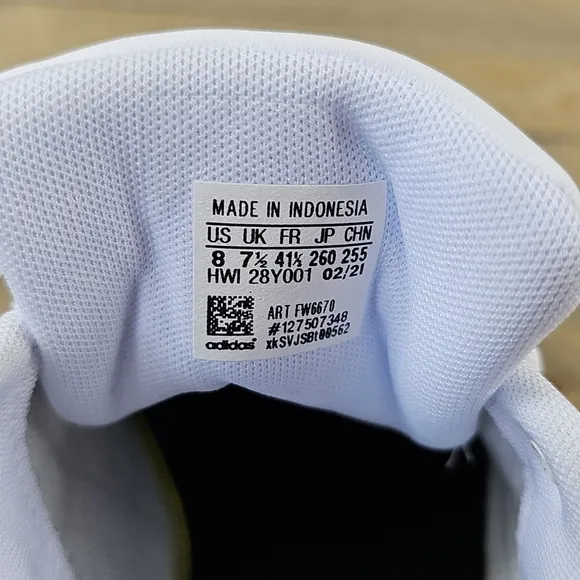 MADE IN INDONESIA
US UK FR JP CHN
8 7½ 41⅓ 260 255
HWI 28Y001 02/21
ART FW6670
#127507348
adidas xkSVJSBt00562